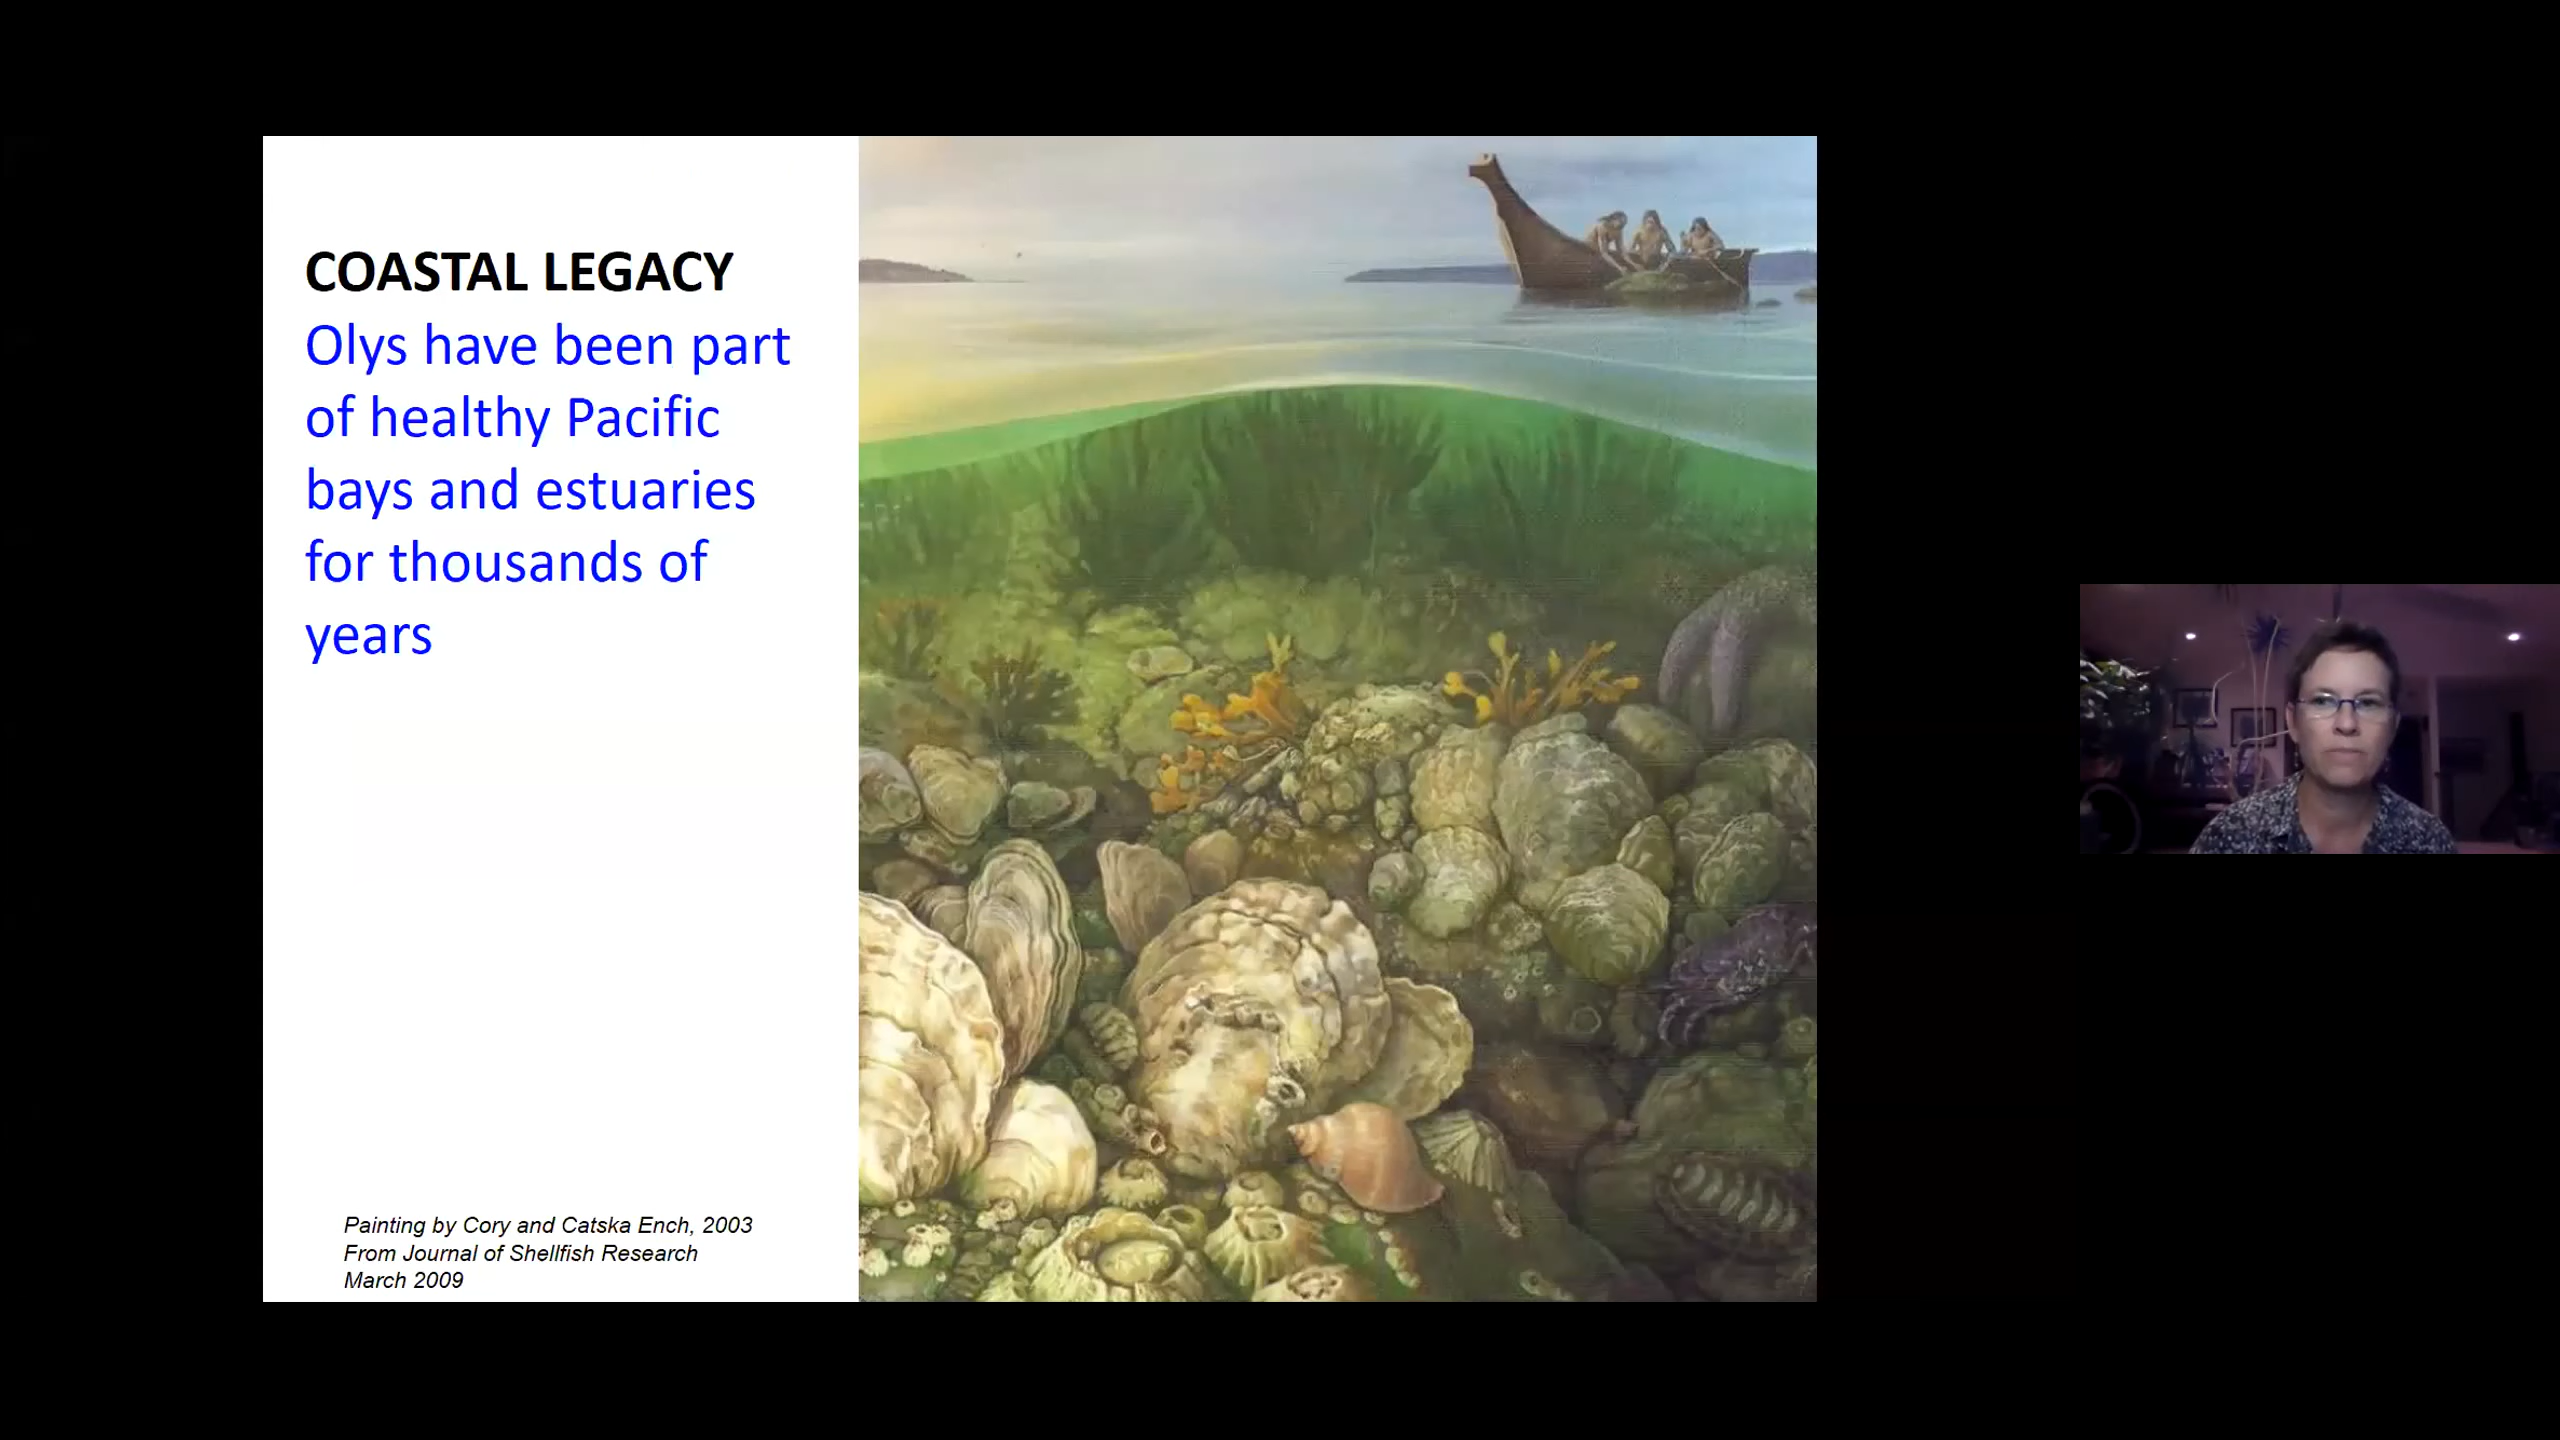 COASTAL LEGACY
Olys have been part
of healthy Pacific
bays and estuaries
for thousands of
years
Painting by Cory and Catska Ench, 2003
From Journal of Shellfish Research
March 2009